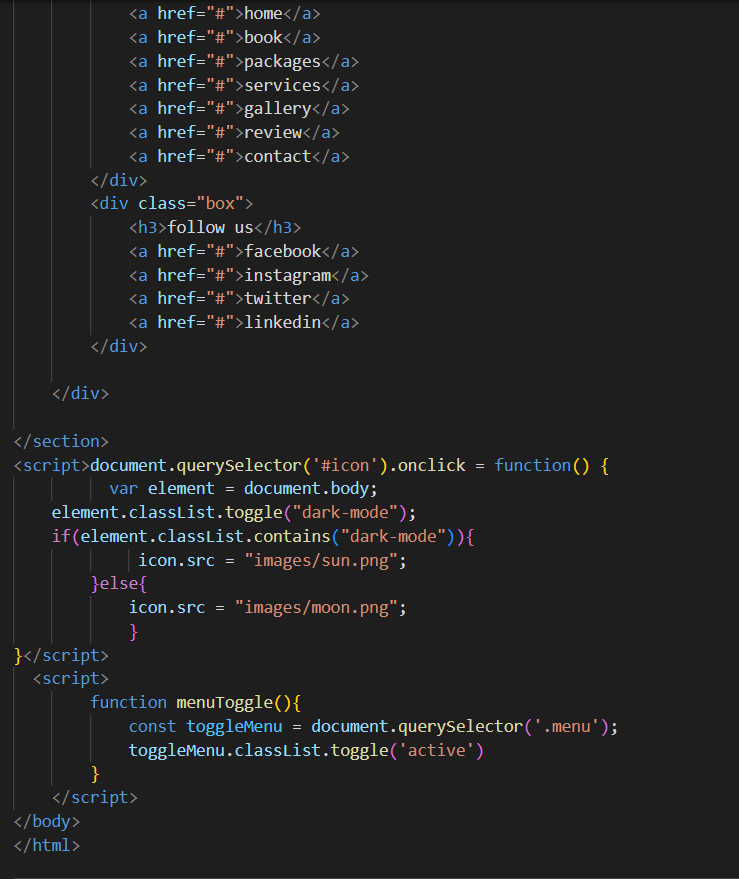 <a href="#">home</a>
<a href="#">book</a>
<a href="#">packages</a>
<a href="#">services</a>
<a href="#">gallery</a>
<a href="#">review</a>
<a href="#">contact</a>
</div>
<div class="box">
<h3>follow us</h3>
<a href="#">facebook</a>
<a href="#">instagram</a>
<a href="#">twitter</a>
<a href="#">linkedin</a>
</div>
</div>
</section>
<script>document.querySelector('#icon').onclick = function() {
var element = document.body;
element.classList.toggle("dark-mode");
if(element.classList.contains("dark-mode")){
icon.src = "images/sun.png";
}else{
icon.src = "images/moon.png";
}
}</script>
<script>
function menuToggle(){
const toggleMenu = document.querySelector('.menu');
toggleMenu.classList.toggle('active')
}
</script>
</body>
</html>